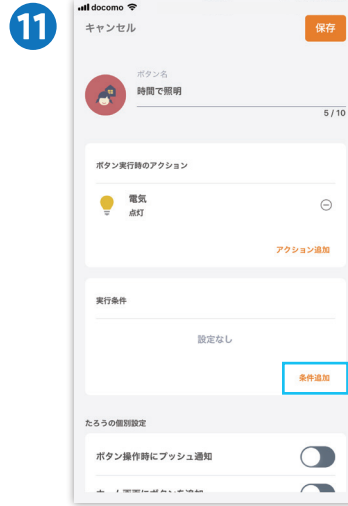 11
docomo
キャンセル
保存
ボタン名
時間で照明
5 / 10
ボタン実行時のアクション
電気
点灯
アクション追加
実行条件
設定なし
条件追加
たろうの個別設定
ボタン操作時にプッシュ通知